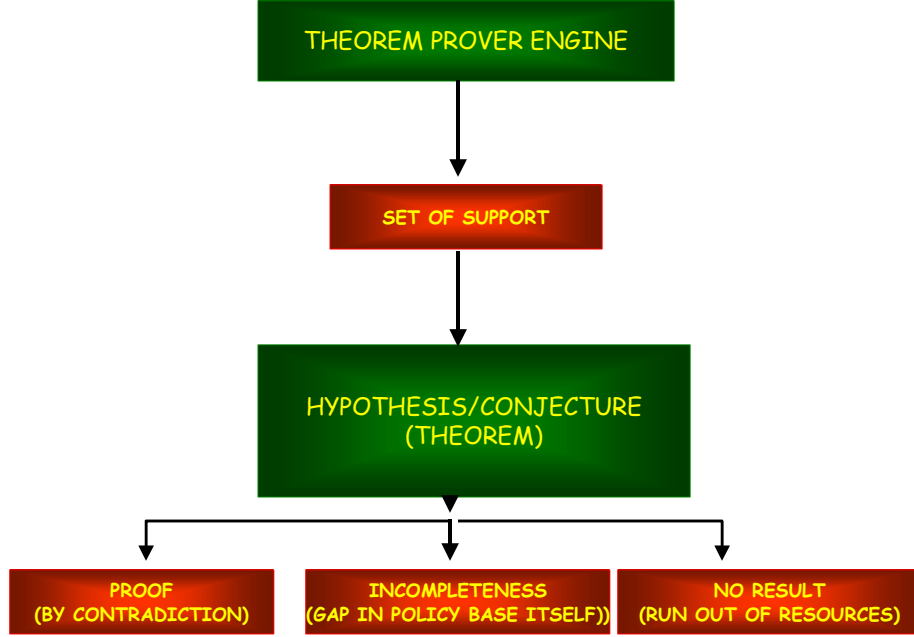 THEOREM PROVER ENGINE
SET OF SUPPORT
HYPOTHESIS/CONJECTURE
(THEOREM)
PROOF
(BY CONTRADICTION)
INCOMPLETENESS
(GAP IN POLICY BASE ITSELF))
NO RESULT
(RUN OUT OF RESOURCES)